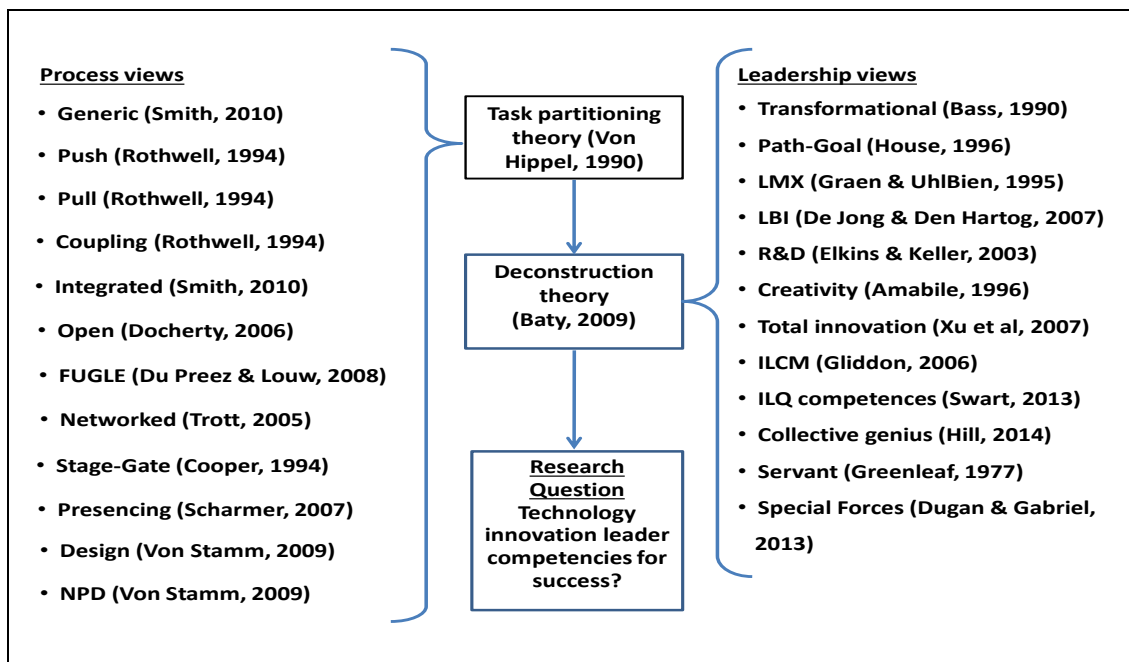 Process views
• Generic (Smith, 2010)
• Push (Rothwell, 1994)
• Pull (Rothwell, 1994)
• Coupling (Rothwell, 1994)
• Integrated (Smith, 2010)
• Open (Docherty, 2006)
• FUGLE (Du Preez & Louw, 2008)
• Networked (Trott, 2005)
• Stage-Gate (Cooper, 1994)
• Presencing (Scharmer, 2007)
• Design (Von Stamm, 2009)
• NPD (Von Stamm, 2009)
Task partitioning
theory (Von
Hippel, 1990)
Deconstruction
theory
(Baty, 2009)
Research
Question
Technology
innovation leader
competencies for
success?
Leadership views
• Transformational (Bass, 1990)
• Path-Goal (House, 1996)
• LMX (Graen & UhlBien, 1995)
• LBI (De Jong & Den Hartog, 2007)
• R&D (Elkins & Keller, 2003)
• Creativity (Amabile, 1996)
• Total innovation (Xu et al, 2007)
• ILCM (Gliddon, 2006)
• ILQ competences (Swart, 2013)
• Collective genius (Hill, 2014)
• Servant (Greenleaf, 1977)
• Special Forces (Dugan & Gabriel,
2013)